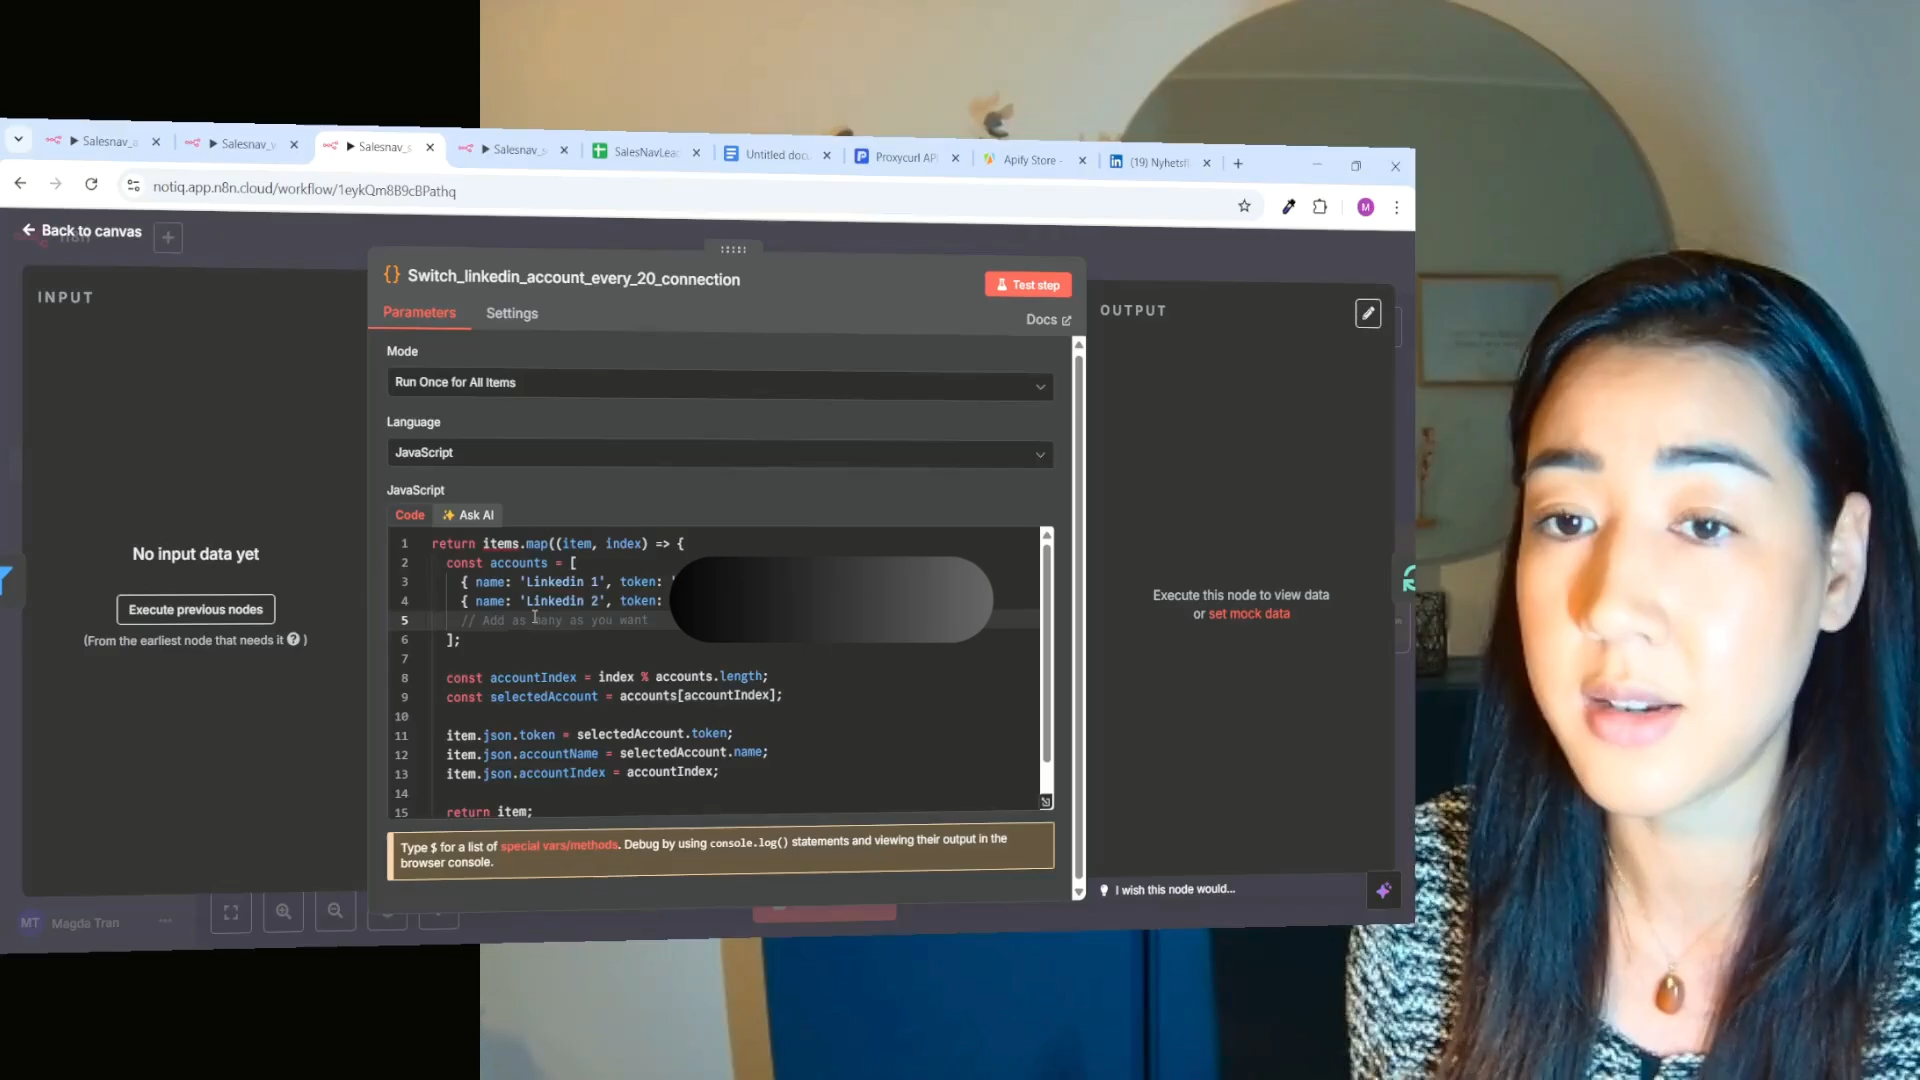 Salesnav_a
Salesnav_v
Salesnav_s
Salesnav_s
SalesNavLea
Untitled doc
Proxycurl AP
Apify Store -
(19) Nyhetsfl
notiq.app.n8n.cloud/workflow/1eykQm8B9cBPathq
M
Back to canvas
INPUT
Switch_linkedin_account_every_20_connection
Test step
Parameters
Settings
Docs
OUTPUT
Mode
Run Once for All Items
Language
JavaScript
JavaScript
Code
Ask AI
1 return items.map((item, index) => {
2 const accounts = [
3 { name: 'Linkedin 1', token: '
4 { name: 'Linkedin 2', token:
5 // Add as many as you want
6 ];
7
8 const accountIndex = index % accounts.length;
9 const selectedAccount = accounts[accountIndex];
10
11 item.json.token = selectedAccount.token;
12 item.json.accountName = selectedAccount.name;
13 item.json.accountIndex = accountIndex;
14
15 return item;
Type $ for a list of special vars/methods. Debug by using console.log() statements and viewing their output in the
browser console.
No input data yet
Execute previous nodes
(From the earliest node that needs it ? )
Execute this node to view data
or set mock data
I wish this node would...
MT Magda Tran